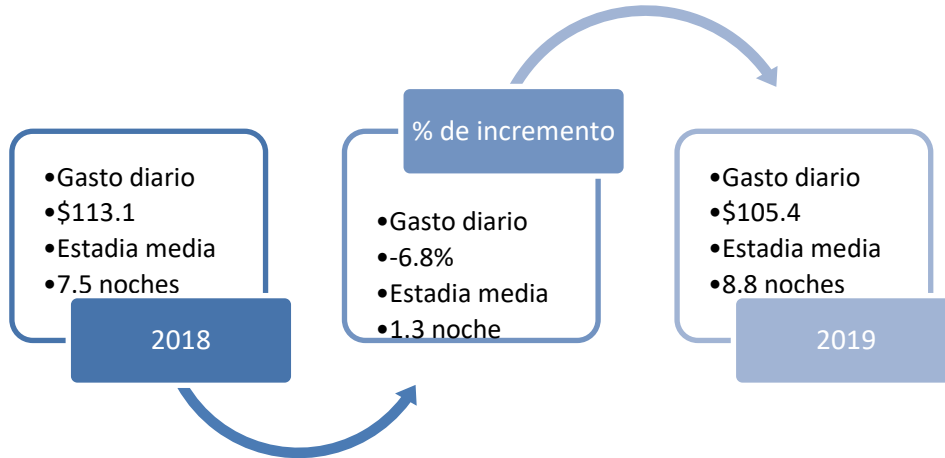 •Gasto diario
•$113.1
•Estadia media
•7.5 noches
2018
% de incremento
•Gasto diario
•-6.8%
•Estadia media
•1.3 noche
•Gasto diario
•$105.4
•Estadia media
•8.8 noches
2019